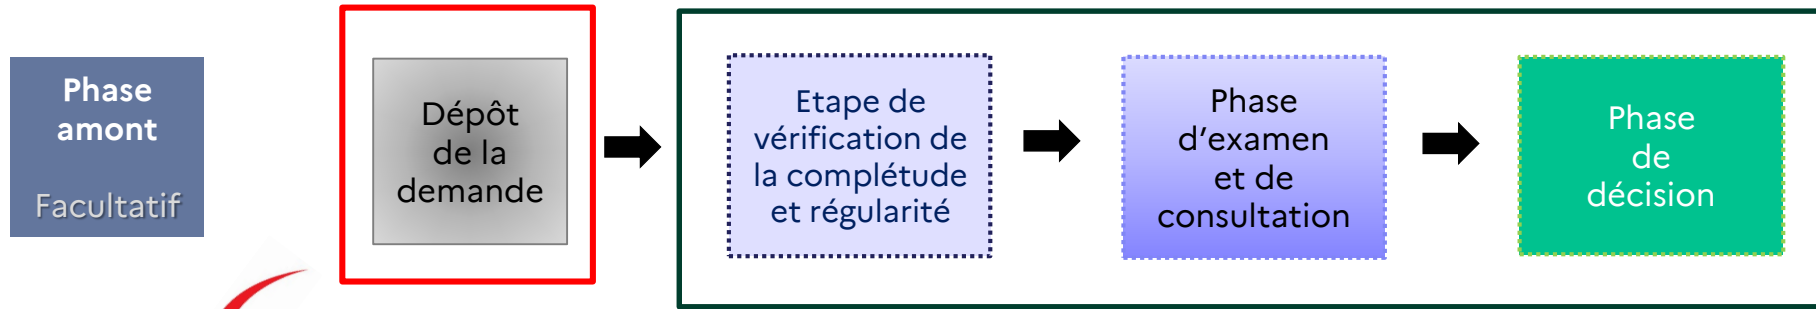 Phase
amont
Facultatif
Dépôt
de la
demande
Etape de
vérification de
la complétude
et régularité
Phase
d’examen
et de
consultation
Phase
de
décision